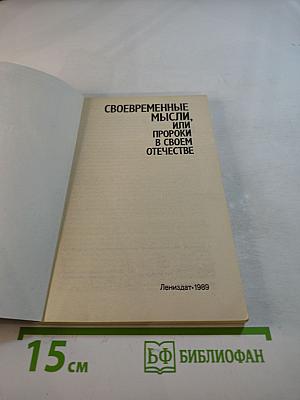 СВОЕВРЕМЕННЫЕ
МЫСЛИ,
ИЛИ
ПРОРОКИ
В СВОЕМ
ОТЕЧЕСТВЕ
Лениздат•1989
15 см
БФ БИБЛИОФАН